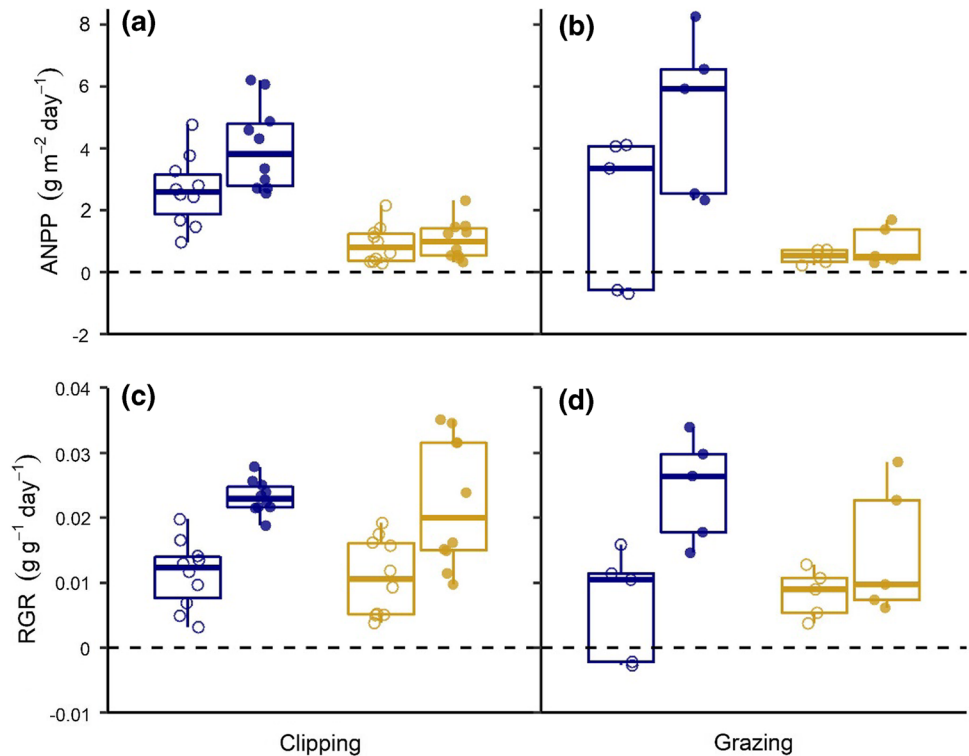 (a)
(b)
8
6
4
2
0
-2
ANPP (g m⁻² day⁻¹)
(c)
(d)
0.04
0.03
0.02
0.01
0
-0.01
RGR (g g⁻¹ day⁻¹)
Clipping
Grazing